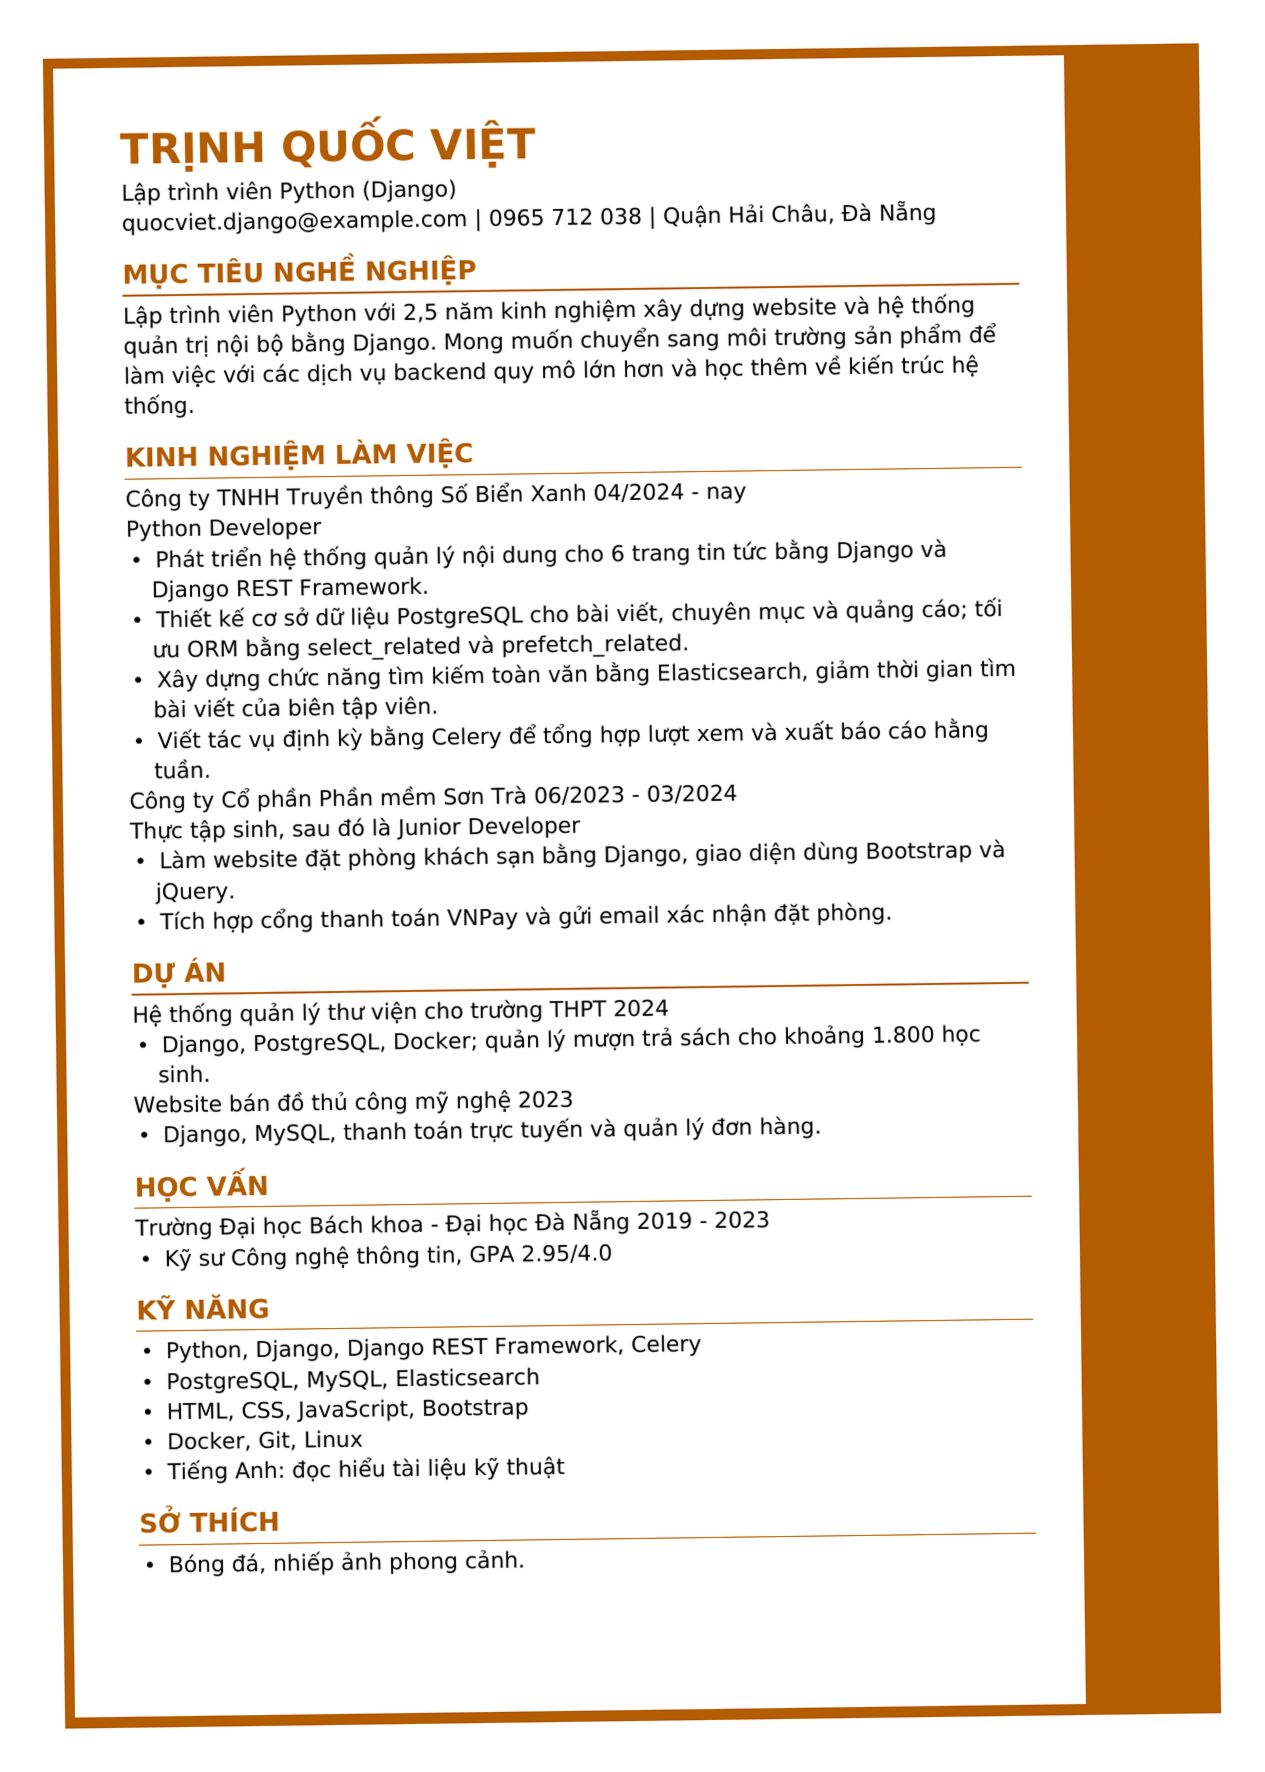 TRỊNH QUỐC VIỆT
Lập trình viên Python (Django)
quocviet.django@example.com | 0965 712 038 | Quận Hải Châu, Đà Nẵng
MỤC TIÊU NGHỀ NGHIỆP
Lập trình viên Python với 2,5 năm kinh nghiệm xây dựng website và hệ thống
quản trị nội bộ bằng Django. Mong muốn chuyển sang môi trường sản phẩm để
làm việc với các dịch vụ backend quy mô lớn hơn và học thêm về kiến trúc hệ
thống.
KINH NGHIỆM LÀM VIỆC
Công ty TNHH Truyền thông Số Biển Xanh 04/2024 - nay
Python Developer
• Phát triển hệ thống quản lý nội dung cho 6 trang tin tức bằng Django và
Django REST Framework.
• Thiết kế cơ sở dữ liệu PostgreSQL cho bài viết, chuyên mục và quảng cáo; tối
ưu ORM bằng select_related và prefetch_related.
• Xây dựng chức năng tìm kiếm toàn văn bằng Elasticsearch, giảm thời gian tìm
bài viết của biên tập viên.
• Viết tác vụ định kỳ bằng Celery để tổng hợp lượt xem và xuất báo cáo hằng
tuần.
Công ty Cổ phần Phần mềm Sơn Trà 06/2023 - 03/2024
Thực tập sinh, sau đó là Junior Developer
• Làm website đặt phòng khách sạn bằng Django, giao diện dùng Bootstrap và
jQuery.
• Tích hợp cổng thanh toán VNPay và gửi email xác nhận đặt phòng.
DỰ ÁN
Hệ thống quản lý thư viện cho trường THPT 2024
• Django, PostgreSQL, Docker; quản lý mượn trả sách cho khoảng 1.800 học
sinh.
Website bán đồ thủ công mỹ nghệ 2023
• Django, MySQL, thanh toán trực tuyến và quản lý đơn hàng.
HỌC VẤN
Trường Đại học Bách khoa - Đại học Đà Nẵng 2019 - 2023
• Kỹ sư Công nghệ thông tin, GPA 2.95/4.0
KỸ NĂNG
• Python, Django, Django REST Framework, Celery
• PostgreSQL, MySQL, Elasticsearch
• HTML, CSS, JavaScript, Bootstrap
• Docker, Git, Linux
• Tiếng Anh: đọc hiểu tài liệu kỹ thuật
SỞ THÍCH
• Bóng đá, nhiếp ảnh phong cảnh.